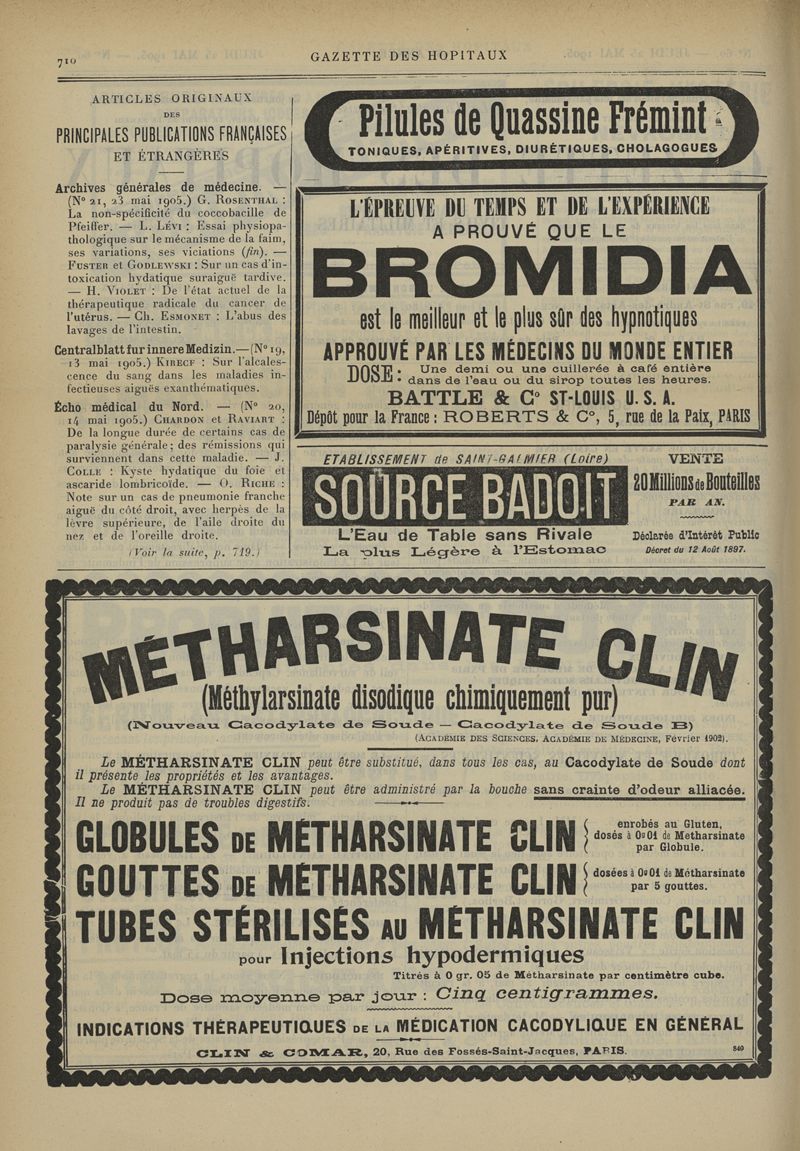 710
GAZETTE DES HOPITAUX
ARTICLES ORIGINAUX
DES
PRINCIPALES PUBLICATIONS FRANÇAISES
ET ÉTRANGÈRES
Archives générales de médecine. —
(N° 21, 23 mai 1905.) G. ROSENTHAL :
La non-spécificité du coccobacille de
Pfeiffer. — L. LÉVI : Essai physiopa-
thologique sur le mécanisme de la faim,
ses variations, ses viciations (fin). —
FUSTER et GODLEWSKI : Sur un cas d'in-
toxication hydatique suraiguë tardive.
— H. VIOLET : De l'état actuel de la
thérapeutique radicale du cancer de
l'utérus. — Ch. ESMONET : L'abus des
lavages de l'intestin.
Centralblatt fur innere Medizin. — (N° 19,
13 mai 1905.) KIRECF : Sur l'alcales-
cence du sang dans les maladies in-
fectieuses aiguës exanthématiques.
Écho médical du Nord. — (N° 20,
14 mai 1905.) CHARDON et RAVIART :
De la longue durée de certains cas de
paralysie générale; des rémissions qui
surviennent dans cette maladie. — J.
COLLE : Kyste hydatique du foie et
ascaride lombricoïde. — O. RICHE :
Note sur un cas de pneumonie franche
aiguë du côté droit, avec herpès de la
lèvre supérieure, de l'aile droite du
nez et de l'oreille droite.
(Voir la suite, p. 719.)
Pilules de Quassine Frémint
TONIQUES, APÉRITIVES, DIURÉTIQUES, CHOLAGOGUES
L'ÉPREUVE DU TEMPS ET DE L'EXPÉRIENCE
A PROUVÉ QUE LE
BROMIDIA
est le meilleur et le plus sûr des hypnotiques
APPROUVÉ PAR LES MÉDECINS DU MONDE ENTIER
DOSE : Une demi ou une cuillerée à café entière
dans de l'eau ou du sirop toutes les heures.
BATTLE & C° ST-LOUIS U. S. A.
Dépôt pour la France : ROBERTS & C°, 5, rue de la Paix, PARIS
ETABLISSEMENT de SAINT-GALMIER (Loire)
SOURCE BADOIT
L'Eau de Table sans Rivale
La plus Légère à l'Estomac
VENTE
20 Millions de Bouteilles
PAR AN.
Déclarée d'Intérêt Public
Décret du 12 Août 1897.
MÉTHARSINATE CLIN
(Méthylarsinate disodique chimiquement pur)
(Nouveau Cacodylate de Soude — Cacodylate de Soude B)
(ACADÉMIE DES SCIENCES, ACADÉMIE DE MÉDECINE, Février 1902).
Le MÉTHARSINATE CLIN peut être substitué, dans tous les cas, au Cacodylate de Soude dont
il présente les propriétés et les avantages.
Le MÉTHARSINATE CLIN peut être administré par la bouche sans crainte d'odeur alliacée.
Il ne produit pas de troubles digestifs.
GLOBULES DE MÉTHARSINATE CLIN { enrobés au Gluten,
dosés à 0g01 de Metharsinate
par Globule.
GOUTTES DE MÉTHARSINATE CLIN { dosées à 0g01 de Métharsinate
par 5 gouttes.
TUBES STÉRILISÉS AU MÉTHARSINATE CLIN
pour Injections hypodermiques
Titrés à 0 gr. 05 de Métharsinate par centimètre cube.
Dose moyenne par jour : Cinq centigrammes.
INDICATIONS THÉRAPEUTIQUES DE LA MÉDICATION CACODYLIQUE EN GÉNÉRAL
CLIN & COMAR, 20, Rue des Fossés-Saint-Jacques, PARIS.
840